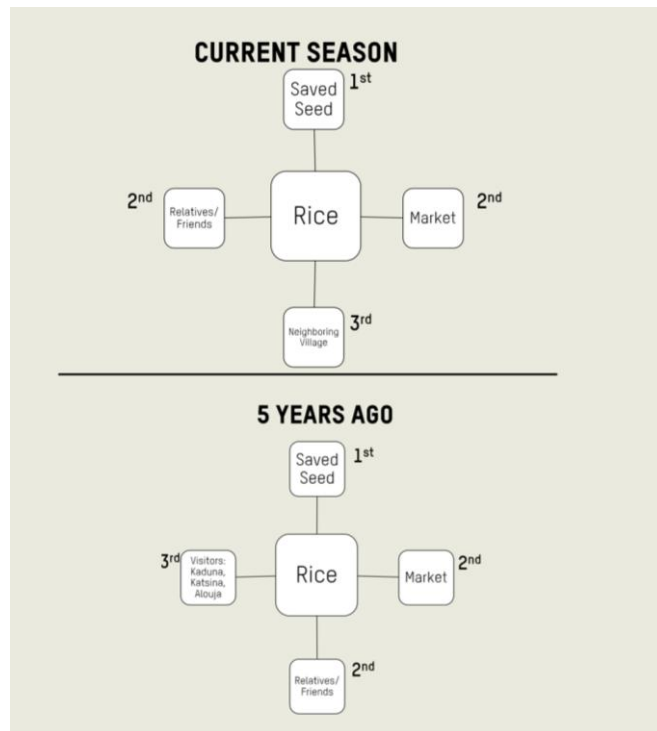 CURRENT SEASON
Saved
Seed
1st
2nd
Relatives/
Friends
Rice
Market
2nd
Neighboring
Village
3rd
5 YEARS AGO
Saved
Seed
1st
3rd
Visitors:
Kaduna,
Katsina,
Alouja
Rice
Market
2nd
Relatives/
Friends
2nd